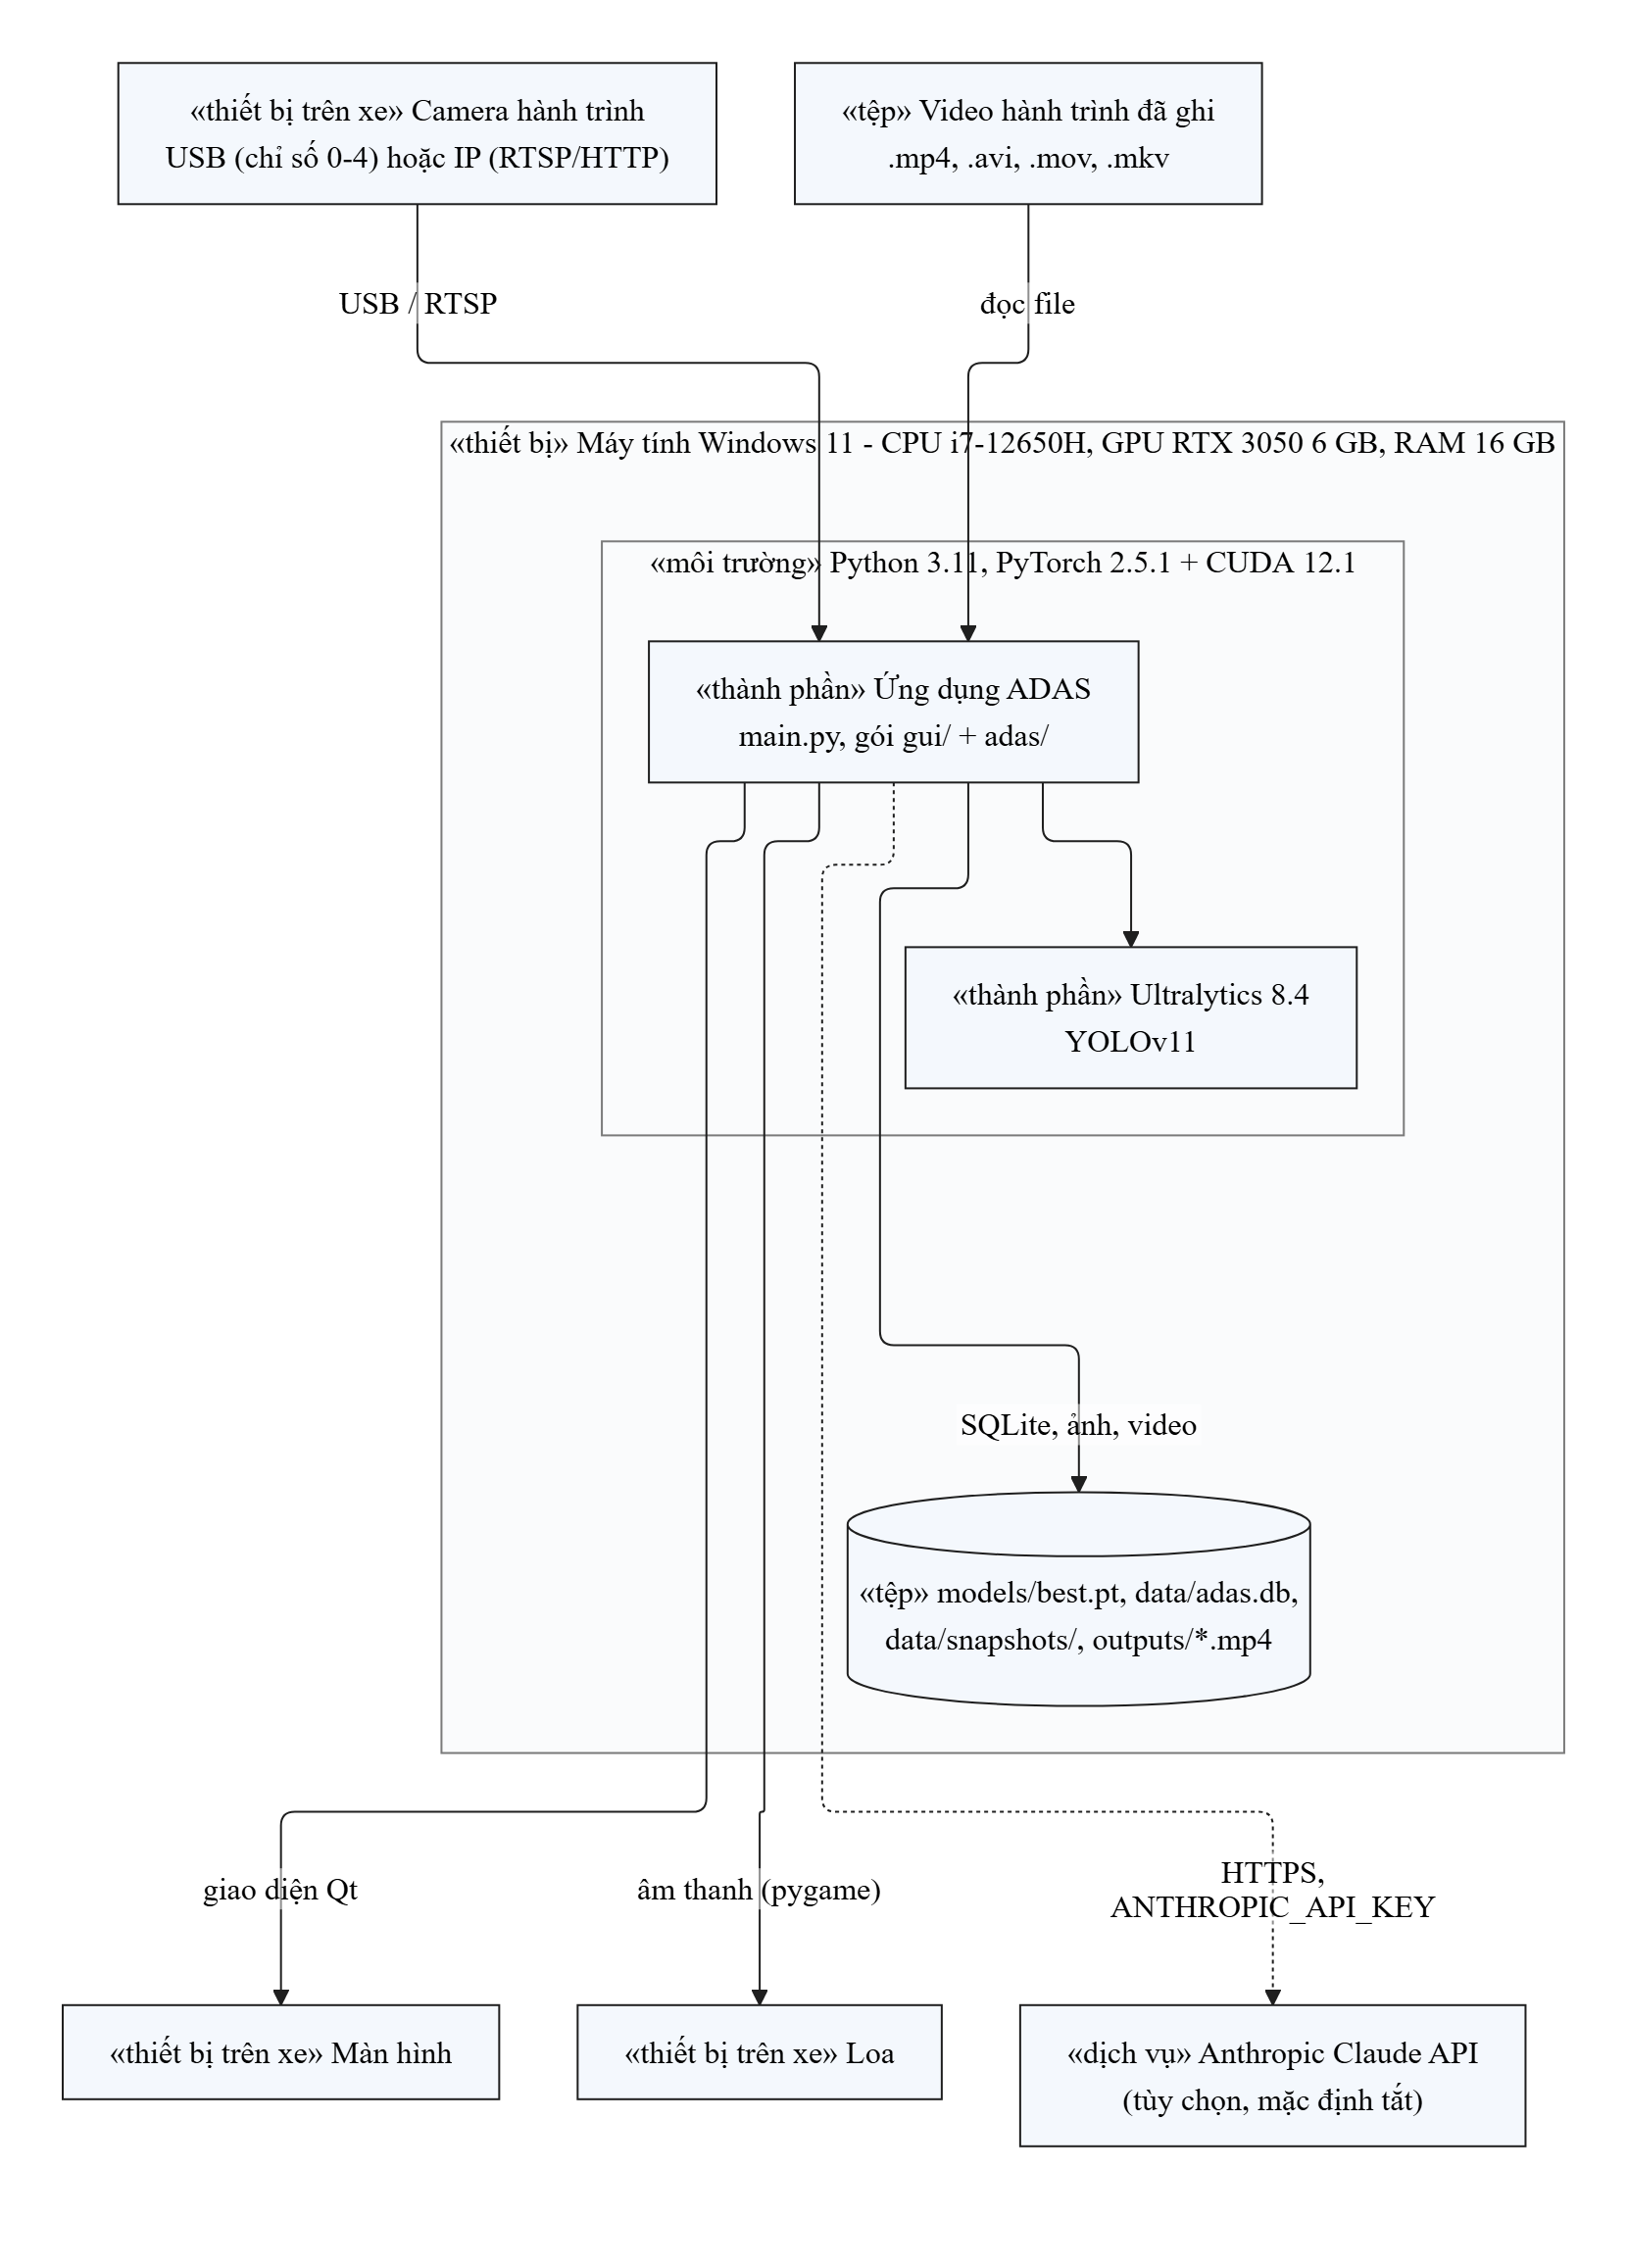 «thiết bị trên xe» Camera hành trình
USB (chỉ số 0-4) hoặc IP (RTSP/HTTP)
«tệp» Video hành trình đã ghi
.mp4, .avi, .mov, .mkv
USB / RTSP
đọc file
«thiết bị» Máy tính Windows 11 - CPU i7-12650H, GPU RTX 3050 6 GB, RAM 16 GB
«môi trường» Python 3.11, PyTorch 2.5.1 + CUDA 12.1
«thành phần» Ứng dụng ADAS
main.py, gói gui/ + adas/
«thành phần» Ultralytics 8.4
YOLOv11
SQLite, ảnh, video
«tệp» models/best.pt, data/adas.db,
data/snapshots/, outputs/*.mp4
giao diện Qt
âm thanh (pygame)
HTTPS,
ANTHROPIC_API_KEY
«thiết bị trên xe» Màn hình
«thiết bị trên xe» Loa
«dịch vụ» Anthropic Claude API
(tùy chọn, mặc định tắt)